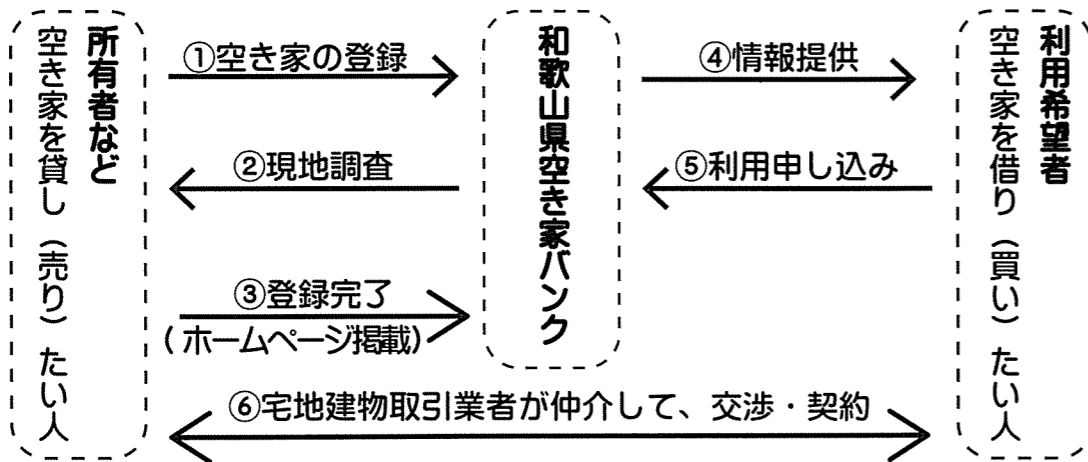 所有者など
空き家を貸し（売り）たい人
①空き家の登録
②現地調査
③登録完了
(ホームページ掲載)
和歌山県空き家バンク
④情報提供
⑤利用申し込み
利用希望者
空き家を借り（買い）たい人
⑥宅地建物取引業者が仲介して、交渉・契約